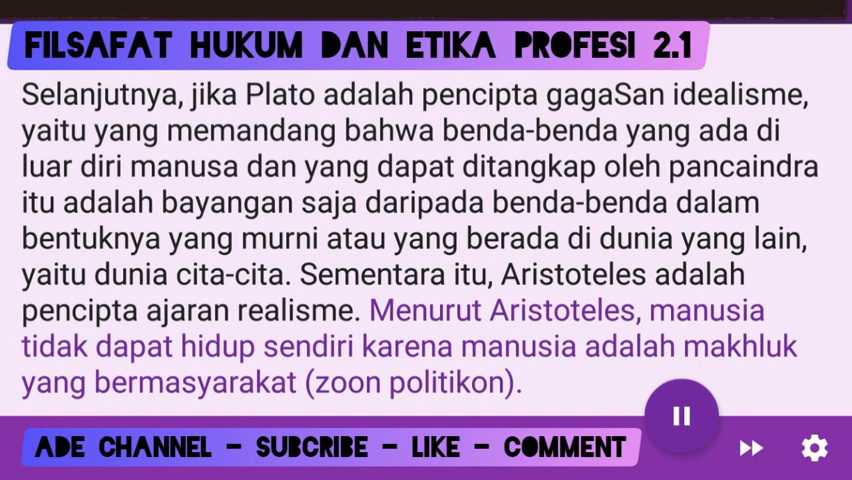 FILSAFAT HUKUM DAN ETIKA PROFESI 2.1
Selanjutnya, jika Plato adalah pencipta gagaSan idealisme,
yaitu yang memandang bahwa benda-benda yang ada di
luar diri manusa dan yang dapat ditangkap oleh pancaindra
itu adalah bayangan saja daripada benda-benda dalam
bentuknya yang murni atau yang berada di dunia yang lain,
yaitu dunia cita-cita. Sementara itu, Aristoteles adalah
pencipta ajaran realisme. Menurut Aristoteles, manusia
tidak dapat hidup sendiri karena manusia adalah makhluk
yang bermasyarakat (zoon politikon).
ADE CHANNEL - SUBCRIBE - LIKE - COMMENT